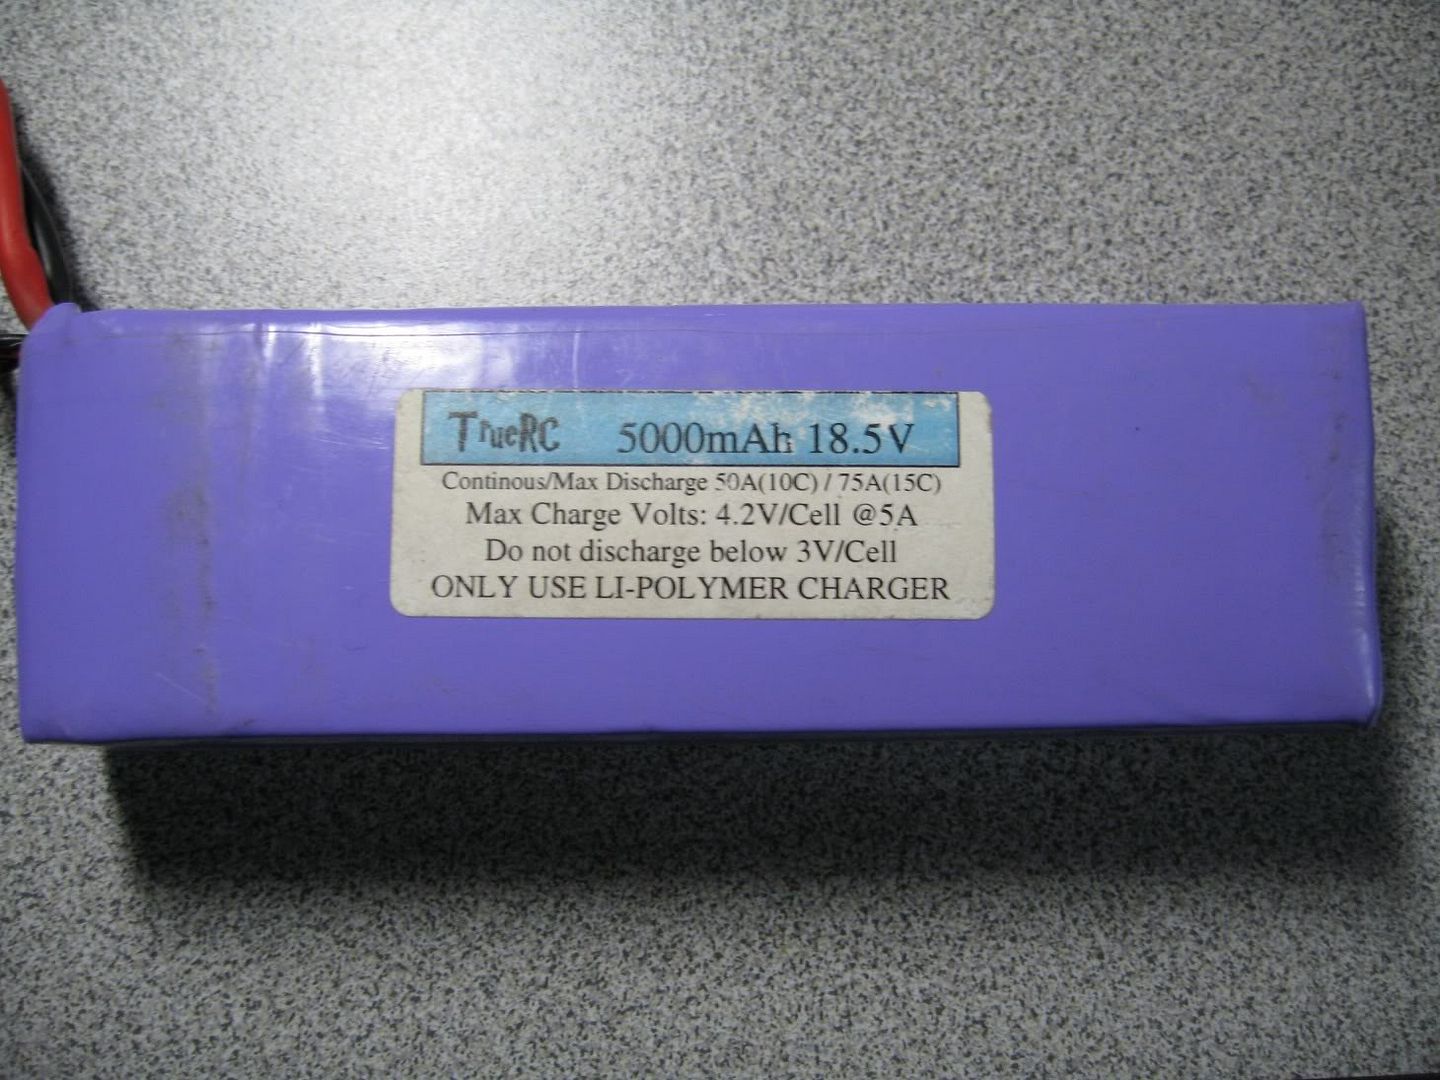 TrueRC 5000mAh 18.5V
Continous/Max Discharge 50A(10C) / 75A(15C)
Max Charge Volts: 4.2V/Cell @5A
Do not discharge below 3V/Cell
ONLY USE LI-POLYMER CHARGER